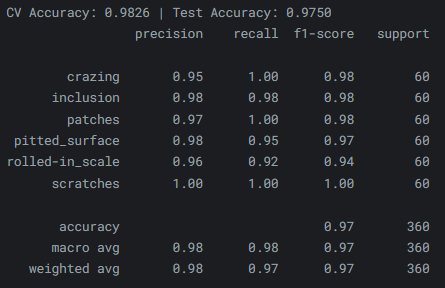 CV Accuracy: 0.9826 | Test Accuracy: 0.9750
precision recall f1-score support
crazing 0.95 1.00 0.98 60
inclusion 0.98 0.98 0.98 60
patches 0.97 1.00 0.98 60
pitted_surface 0.98 0.95 0.97 60
rolled-in_scale 0.96 0.92 0.94 60
scratches 1.00 1.00 1.00 60
accuracy 0.97 360
macro avg 0.98 0.98 0.97 360
weighted avg 0.98 0.97 0.97 360